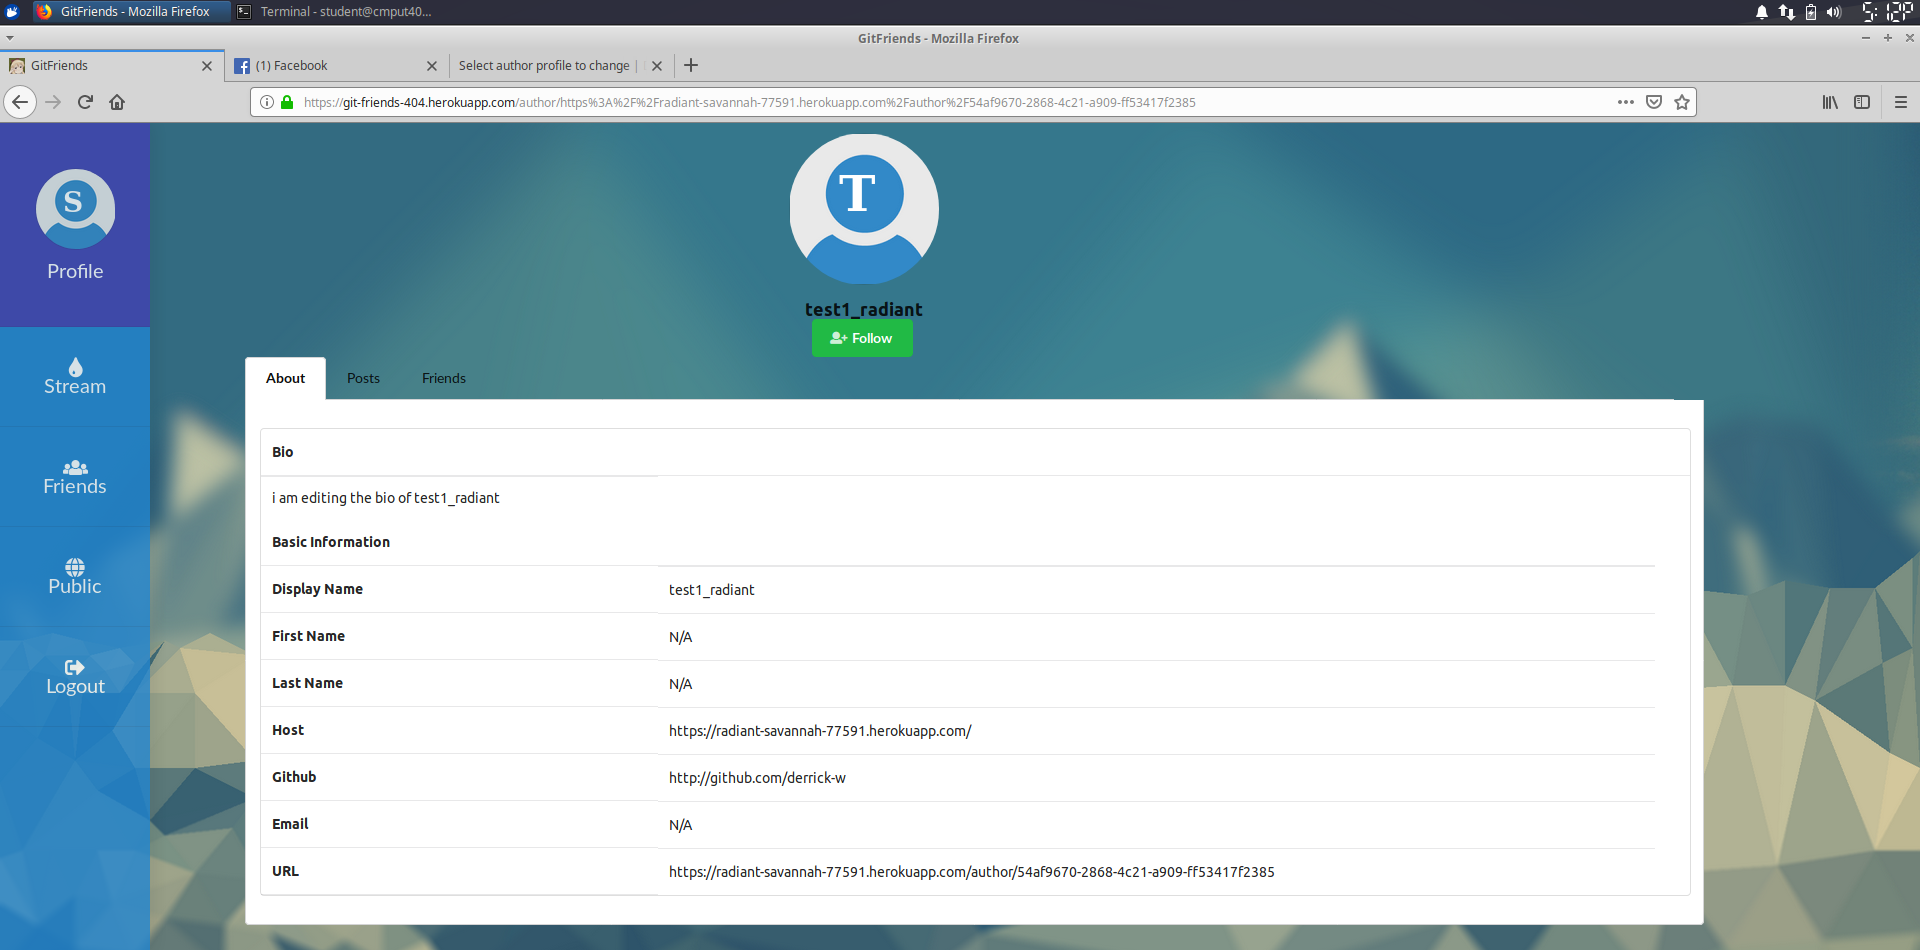 GitFriends - Mozilla Firefox
Terminal - student@cmput40...
5:12P
GitFriends - Mozilla Firefox
GitFriends
(1) Facebook
Select author profile to change |
https://git-friends-404.herokuapp.com/author/https%3A%2F%2Fradiant-savannah-77591.herokuapp.com%2Fauthor%2F54af9670-2868-4c21-a909-ff53417f2385
S
Profile
Stream
Friends
Public
Logout
T
test1_radiant
Follow
About Posts Friends
Bio
i am editing the bio of test1_radiant
Basic Information
Display Name test1_radiant
First Name N/A
Last Name N/A
Host https://radiant-savannah-77591.herokuapp.com/
Github http://github.com/derrick-w
Email N/A
URL https://radiant-savannah-77591.herokuapp.com/author/54af9670-2868-4c21-a909-ff53417f2385